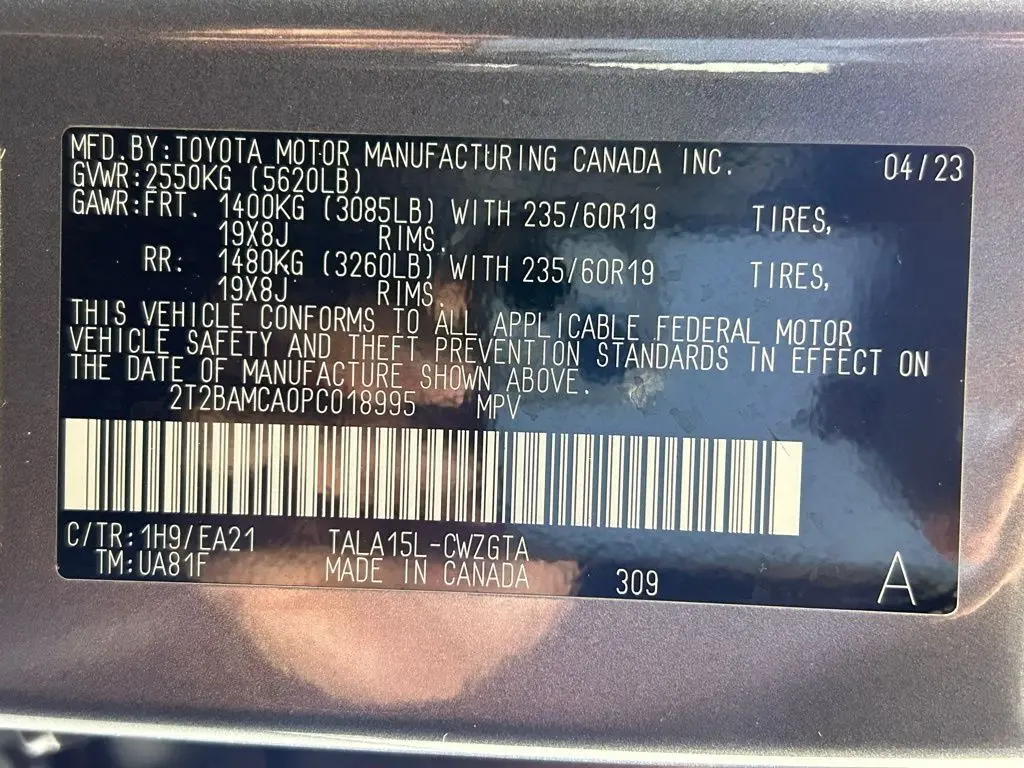 MFD.BY:TOYOTA MOTOR MANUFACTURING CANADA INC. 04/23
GVWR:2550KG (5620LB)
GAWR:FRT. 1400KG (3085LB) WITH 235/60R19 TIRES,
19X8J RIMS.
RR: 1480KG (3260LB) WITH 235/60R19 TIRES,
19X8J RIMS.
THIS VEHICLE CONFORMS TO ALL APPLICABLE FEDERAL MOTOR
VEHICLE SAFETY AND THEFT PREVENTION STANDARDS IN EFFECT ON
THE DATE OF MANUFACTURE SHOWN ABOVE.
2T2BAMCA0PC018995 MPV
C/TR:1H9/EA21 TALA15L-CWZGTA
TM:UA81F MADE IN CANADA 309 A